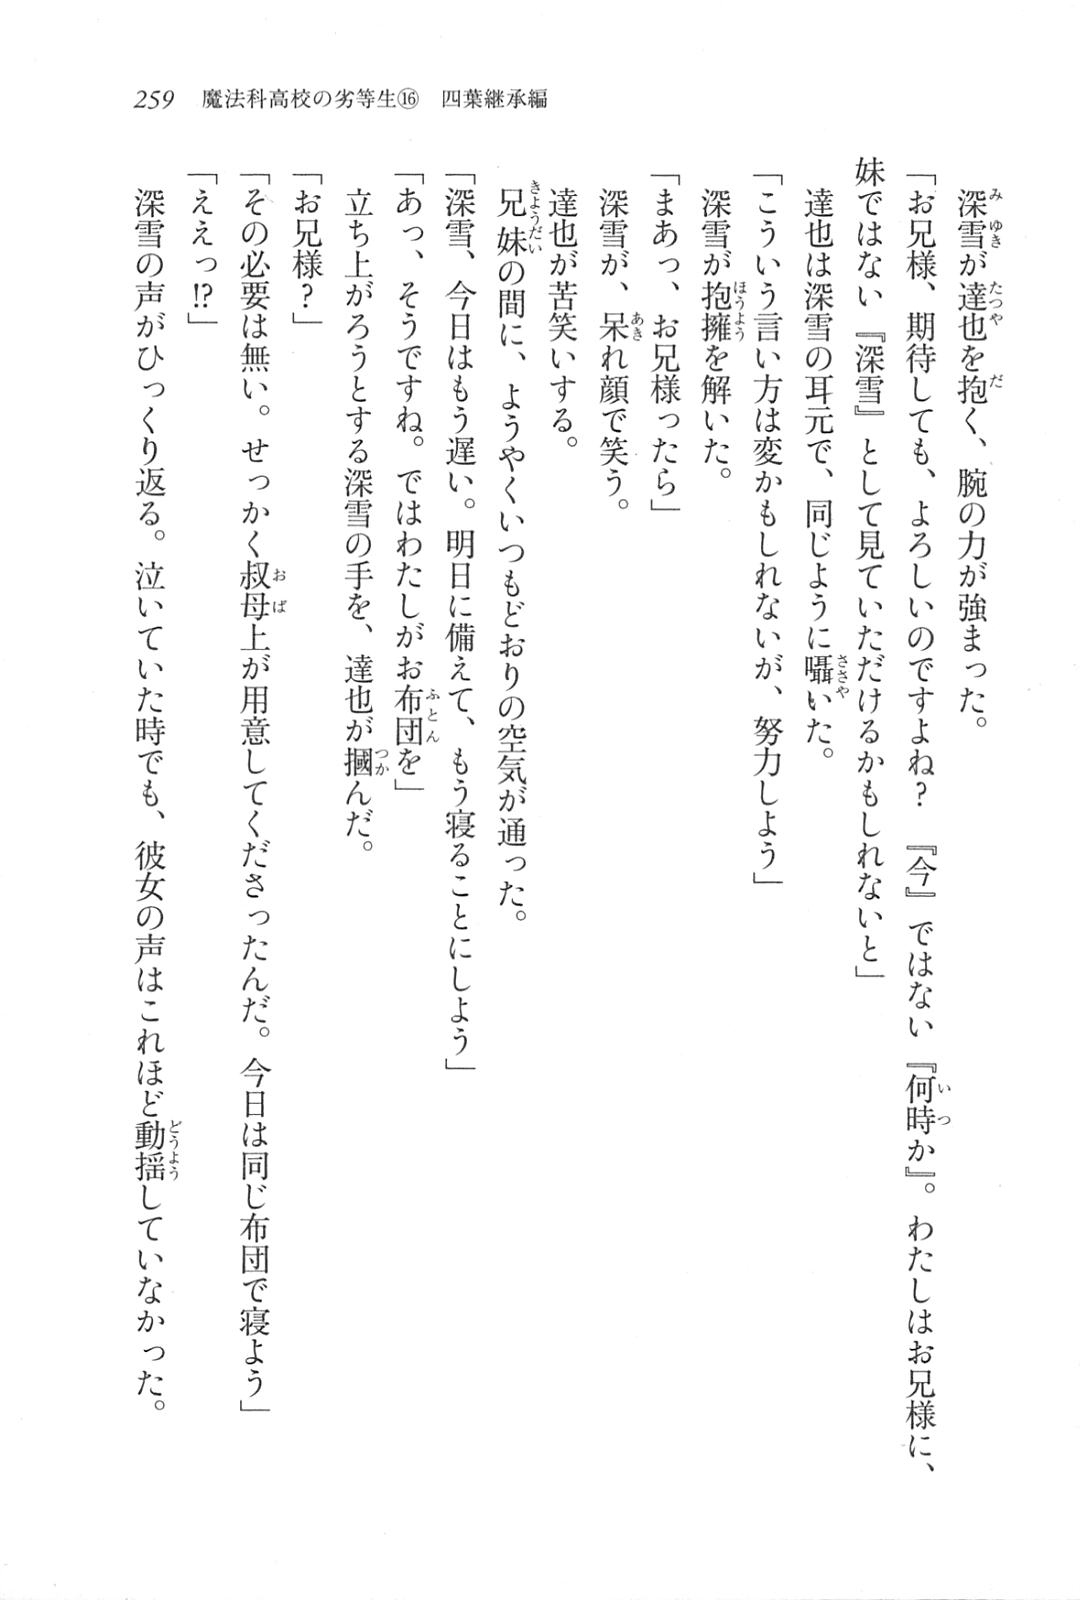 259 魔法科高校の劣等生⑯ 四葉継承編
深雪が達也を抱く、腕の力が強まった。
「お兄様、期待しても、よろしいのですよね? 『今』ではない『何時か』。わたしはお兄様に、
妹ではない『深雪』として見ていただけるかもしれないと」
達也は深雪の耳元で、同じように囁いた。
「こういう言い方は変かもしれないが、努力しよう」
深雪が抱擁を解いた。
「まあっ、お兄様ったら」
深雪が、呆れ顔で笑う。
達也が苦笑いする。
兄妹の間に、ようやくいつもどおりの空気が通った。
「深雪、今日はもう遅い。明日に備えて、もう寝ることにしよう」
「あっ、そうですね。ではわたしがお布団を」
立ち上がろうとする深雪の手を、達也が摑んだ。
「お兄様?」
「その必要は無い。せっかく叔母上が用意してくださったんだ。今日は同じ布団で寝よう」
「ええっ!?」
深雪の声がひっくり返る。泣いていた時でも、彼女の声はこれほど動揺していなかった。